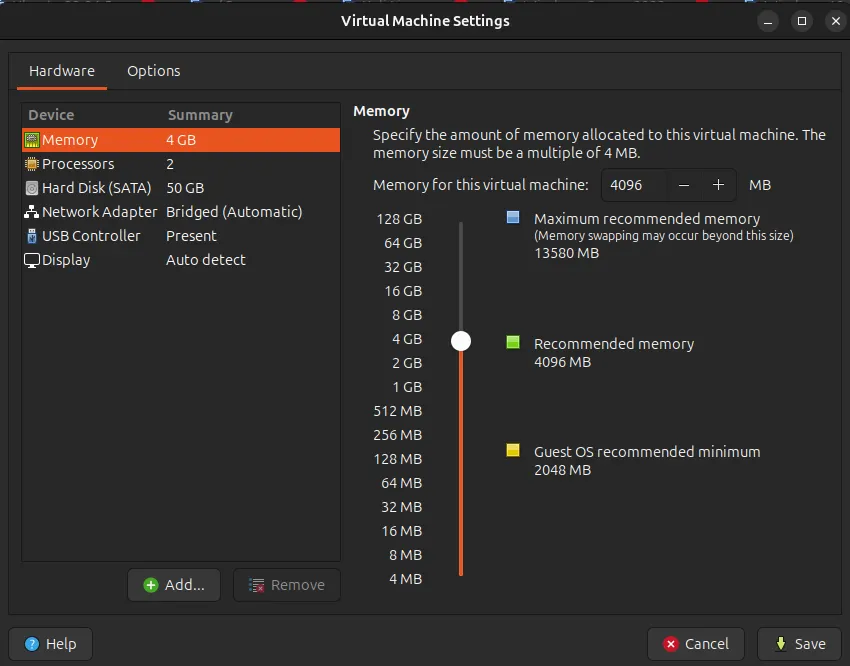 Virtual Machine Settings
Hardware Options
Device Summary
Memory 4 GB
Processors 2
Hard Disk (SATA) 50 GB
Network Adapter Bridged (Automatic)
USB Controller Present
Display Auto detect
Add...
Remove
Memory
Specify the amount of memory allocated to this virtual machine. The
memory size must be a multiple of 4 MB.
Memory for this virtual machine: 4096 − + MB
128 GB
64 GB
32 GB
16 GB
8 GB
4 GB
2 GB
1 GB
512 MB
256 MB
128 MB
64 MB
32 MB
16 MB
8 MB
4 MB
Maximum recommended memory
(Memory swapping may occur beyond this size)
13580 MB
Recommended memory
4096 MB
Guest OS recommended minimum
2048 MB
Help
Cancel
Save